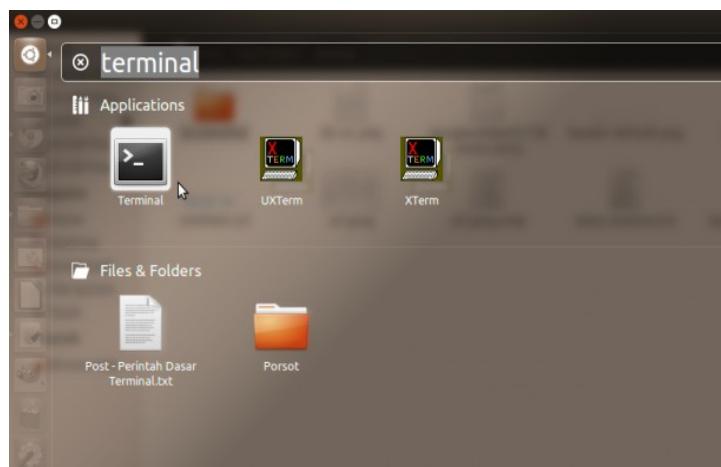 terminal
Applications
>_
X
TERM
X
TERM
Terminal
UXTerm
XTerm
Files & Folders
Post - Perintah Dasar
Terminal.txt
Porsot